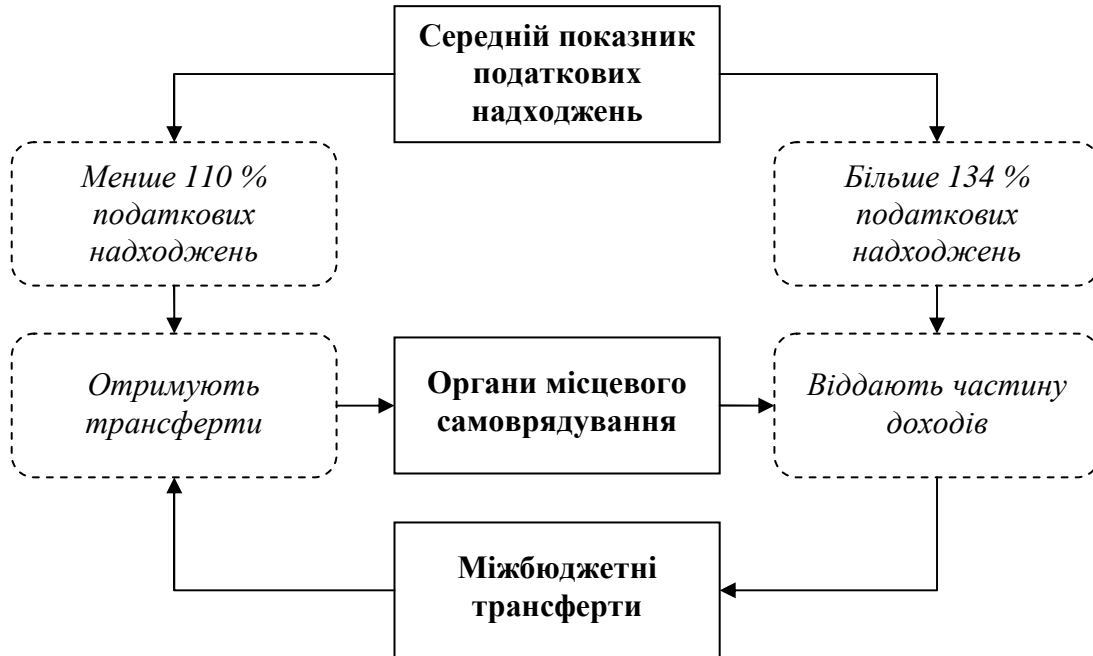 Середній показник
податкових
надходжень
Менше 110 %
податкових
надходжень
Більше 134 %
податкових
надходжень
Отримують
трансферти
Органи місцевого
самоврядування
Віддають частину
доходів
Міжбюджетні
трансферти